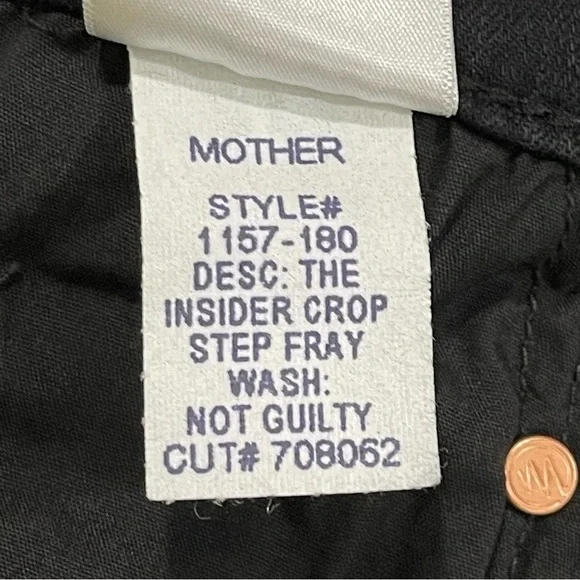 MOTHER
STYLE#
1157-180
DESC: THE
INSIDER CROP
STEP FRAY
WASH:
NOT GUILTY
CUT# 708062